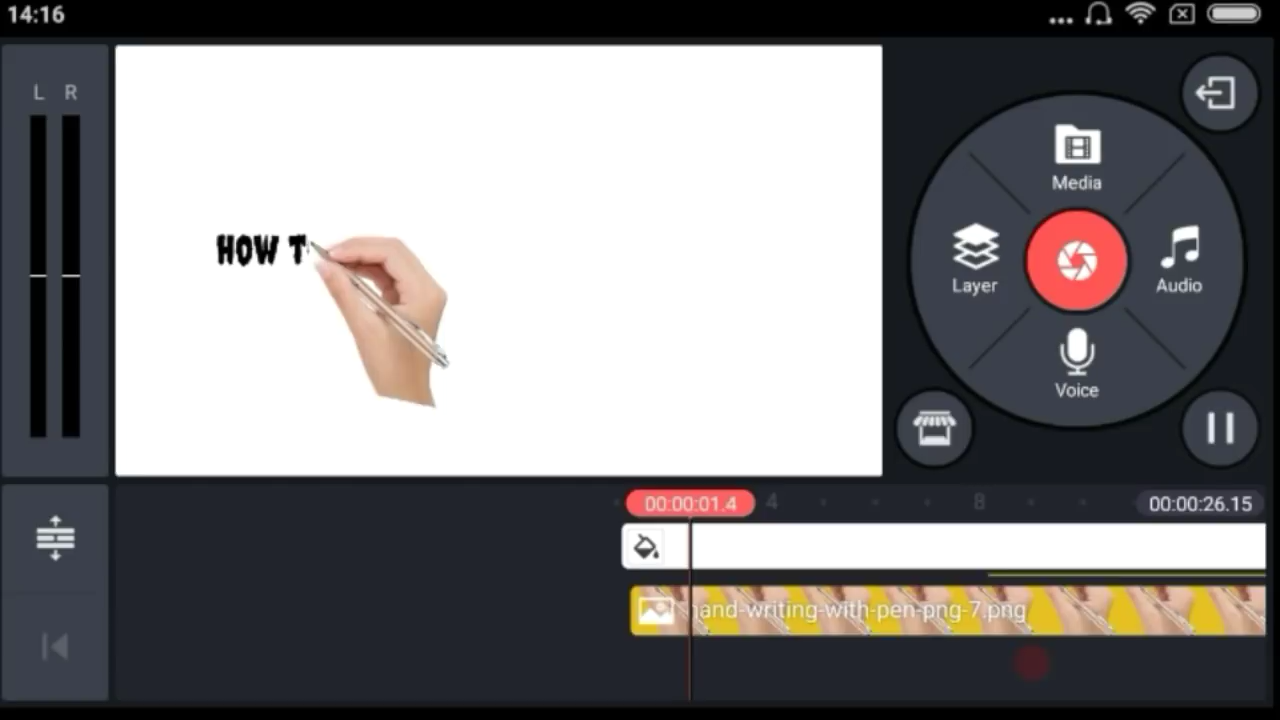 14:16
L R
HOW T
Media
Layer
Audio
Voice
00:00:01.4
4
8
00:00:26.15
hand-writing-with-pen-png-7.png